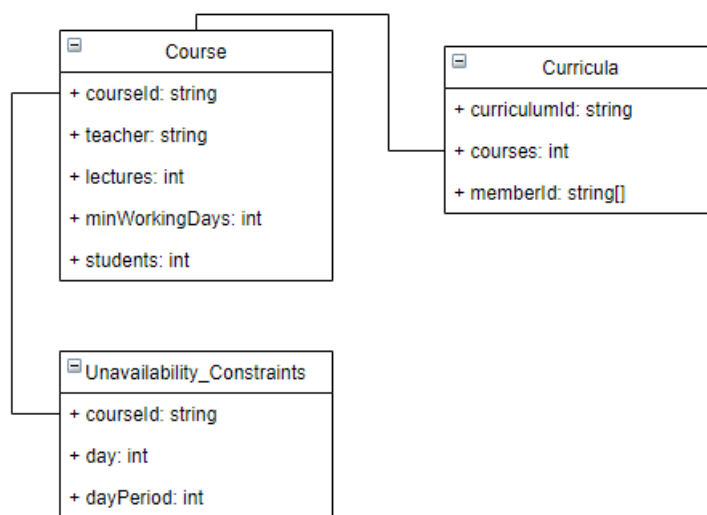 Course
+ courseId: string
+ teacher: string
+ lectures: int
+ minWorkingDays: int
+ students: int
Curricula
+ curriculumId: string
+ courses: int
+ memberId: string[]
Unavailability_Constraints
+ courseId: string
+ day: int
+ dayPeriod: int